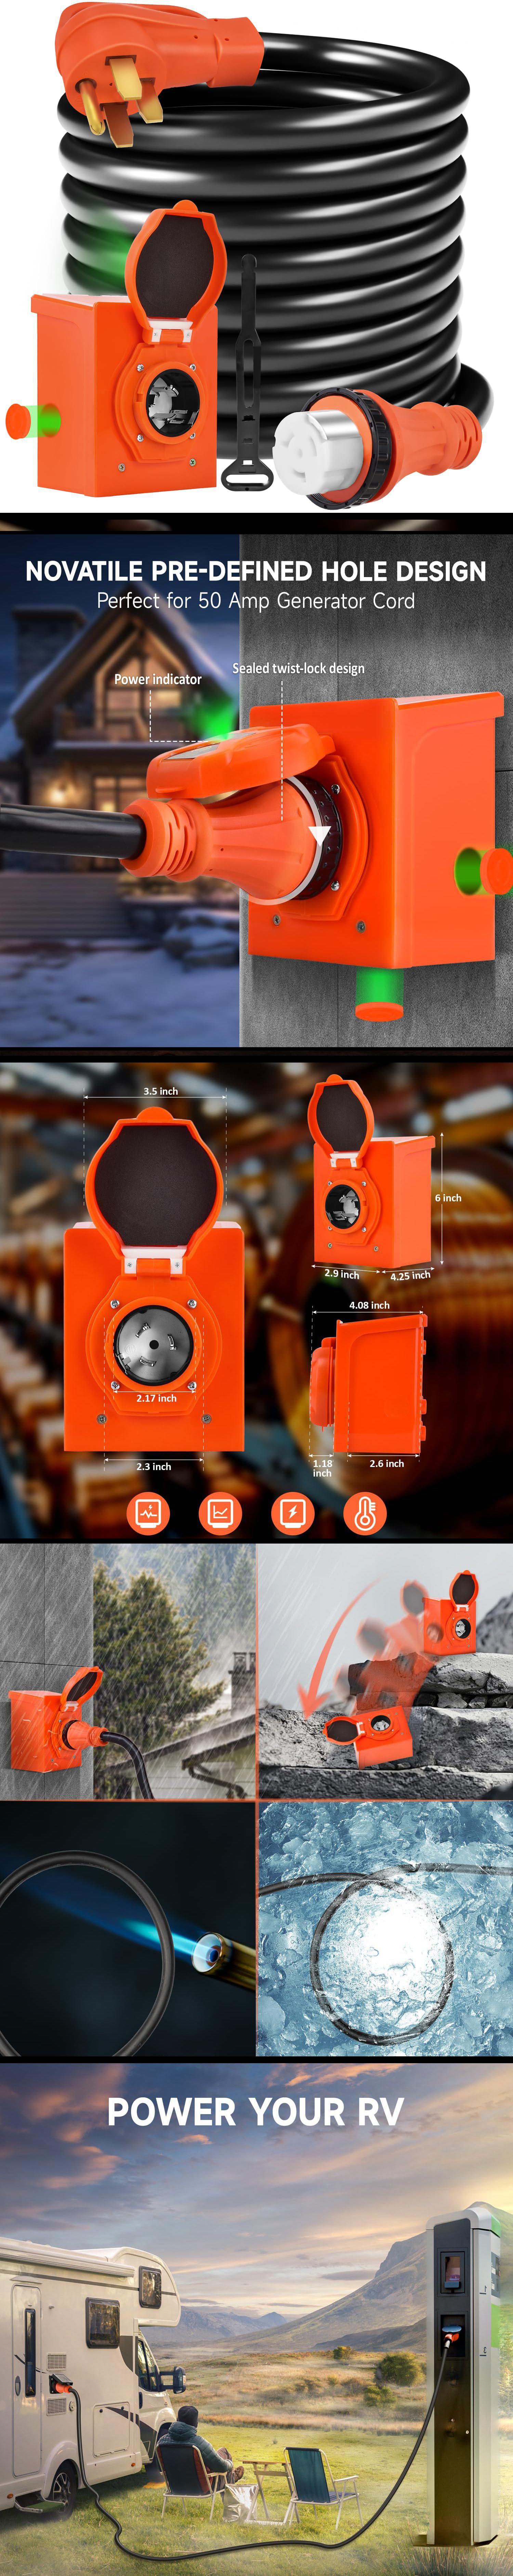 NOVATILE PRE-DEFINED HOLE DESIGN
Perfect for 50 Amp Generator Cord
Sealed twist-lock design
Power indicator
3.5 inch
6 inch
2.9 inch
4.25 inch
4.08 inch
2.17 inch
2.3 inch
1.18
inch
2.6 inch
POWER YOUR RV